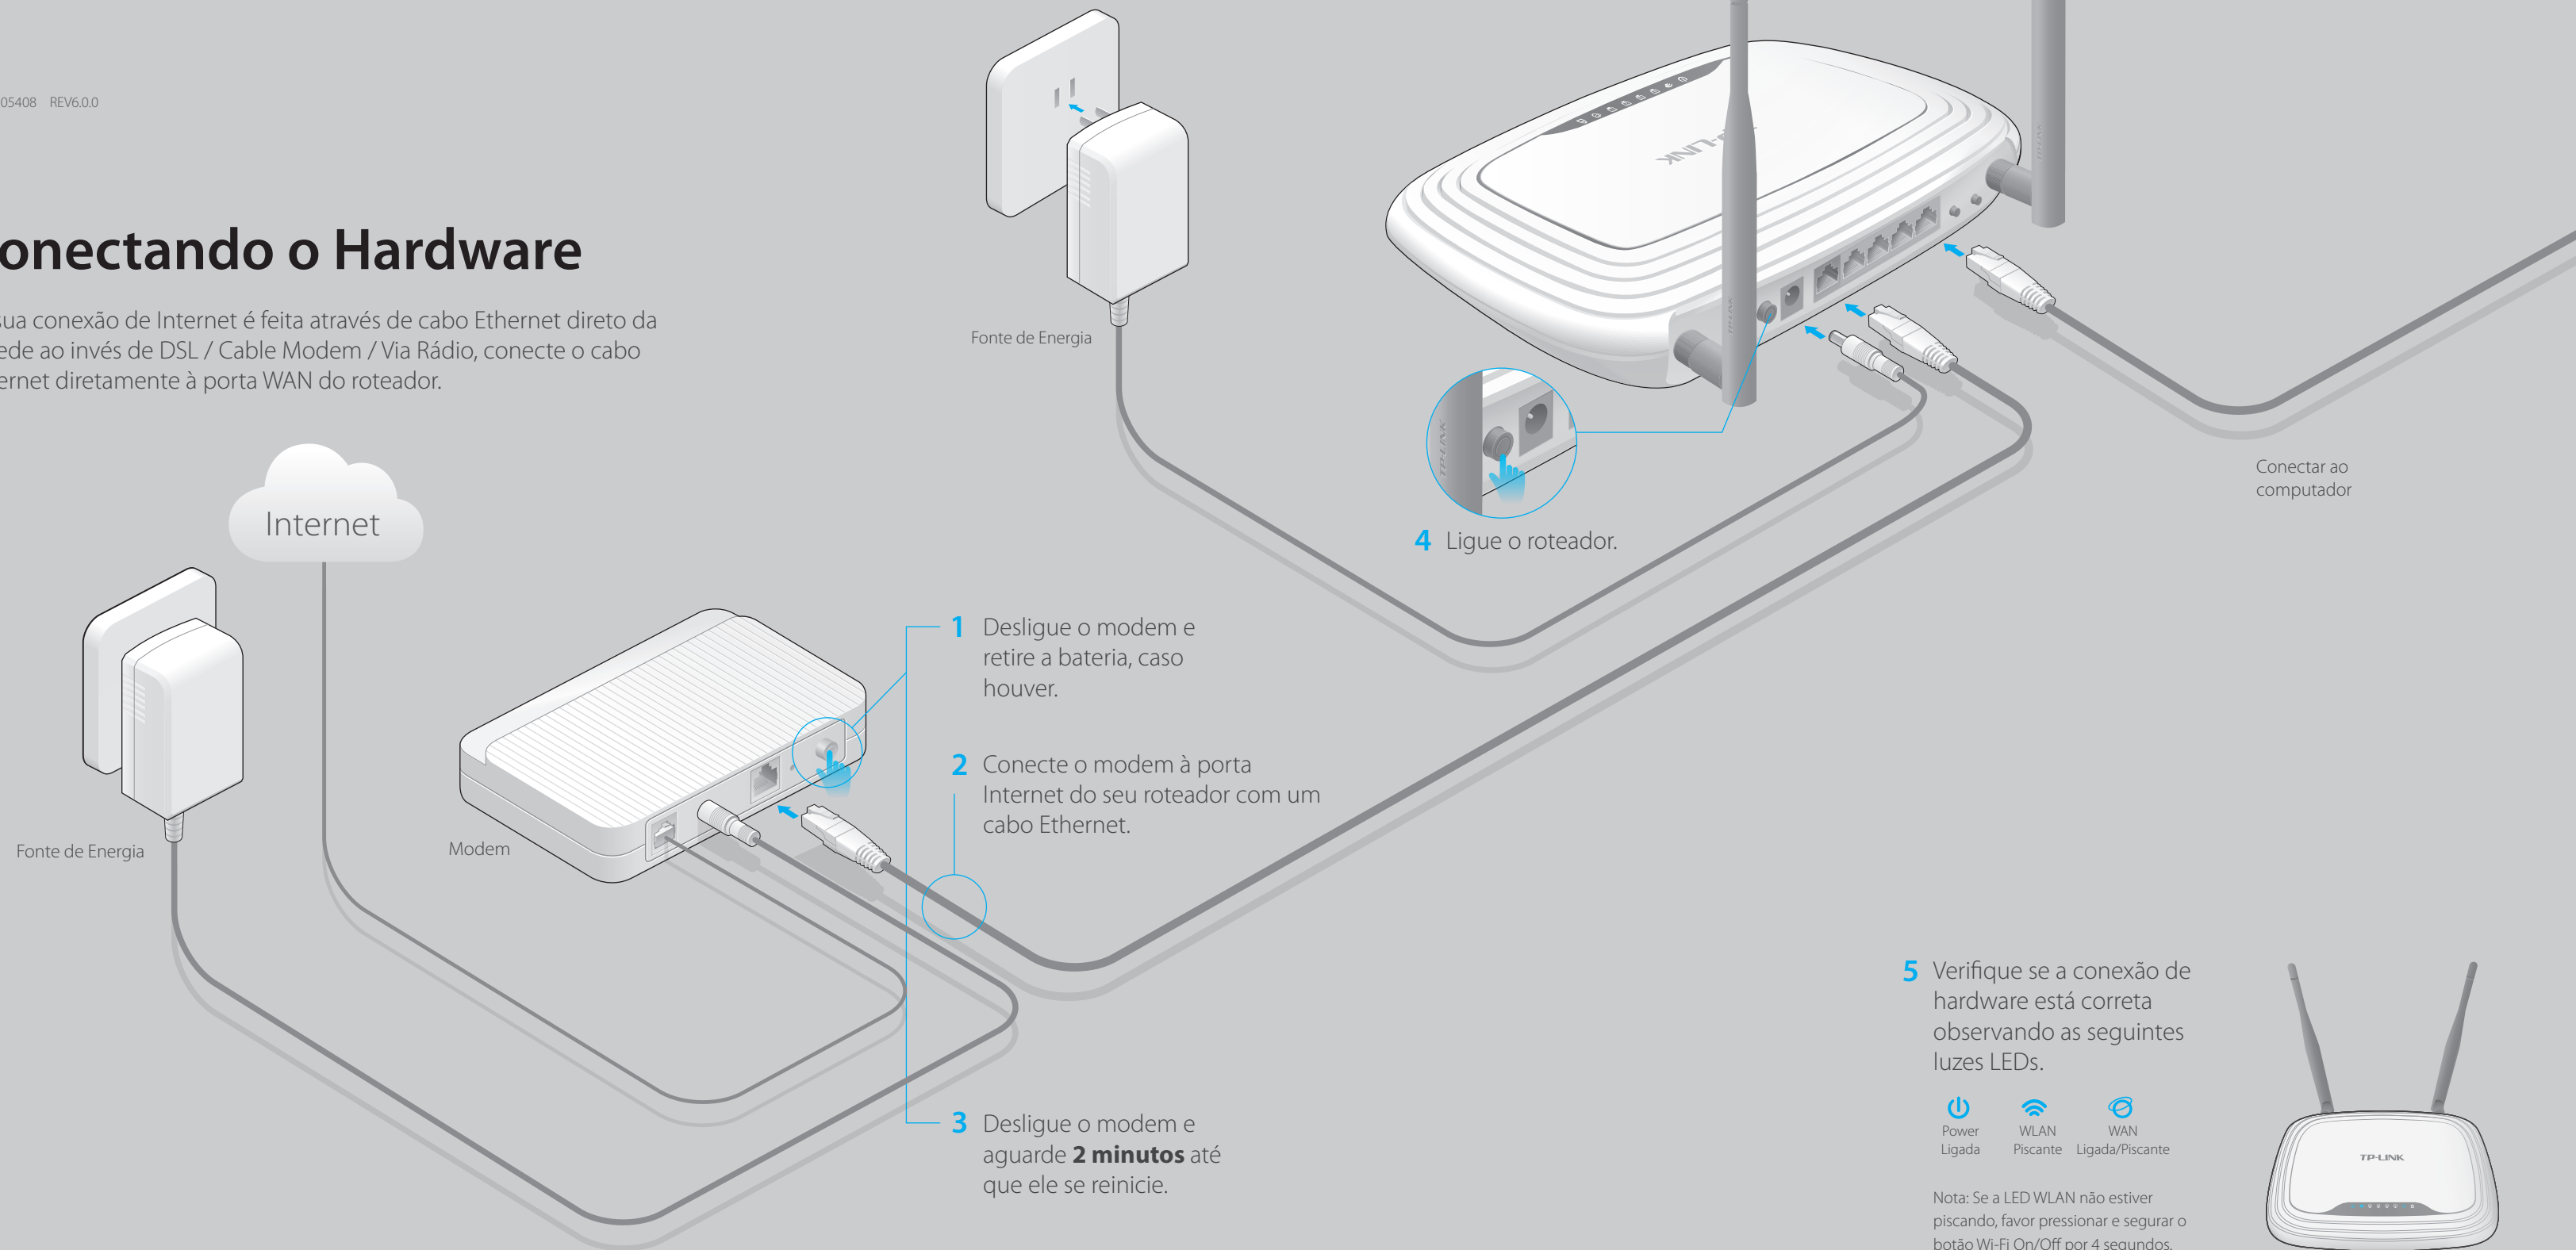 05408 REV6.0.0
onectando o Hardware
sua conexão de Internet é feita através de cabo Ethernet direto da
ede ao invés de DSL / Cable Modem / Via Rádio, conecte o cabo
ernet diretamente à porta WAN do roteador.
Internet
Fonte de Energia
Modem
Fonte de Energia
TP-LINK
TP-LINK
4 Ligue o roteador.
Conectar ao
computador
1 Desligue o modem e
retire a bateria, caso
houver.
2 Conecte o modem à porta
Internet do seu roteador com um
cabo Ethernet.
3 Desligue o modem e
aguarde 2 minutos até
que ele se reinicie.
5 Verifique se a conexão de
hardware está correta
observando as seguintes
luzes LEDs.
Power WLAN WAN
Ligada Piscante Ligada/Piscante
Nota: Se a LED WLAN não estiver
piscando, favor pressionar e segurar o
botão Wi-Fi On/Off por 4 segundos.
TP-LINK